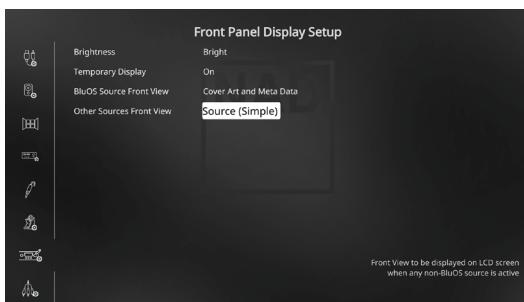 Front Panel Display Setup
Brightness Bright
Temporary Display On
BluOS Source Front View Cover Art and Meta Data
Other Sources Front View Source (Simple)
NAD
Front View to be displayed on LCD screen
when any non-BluOS source is active